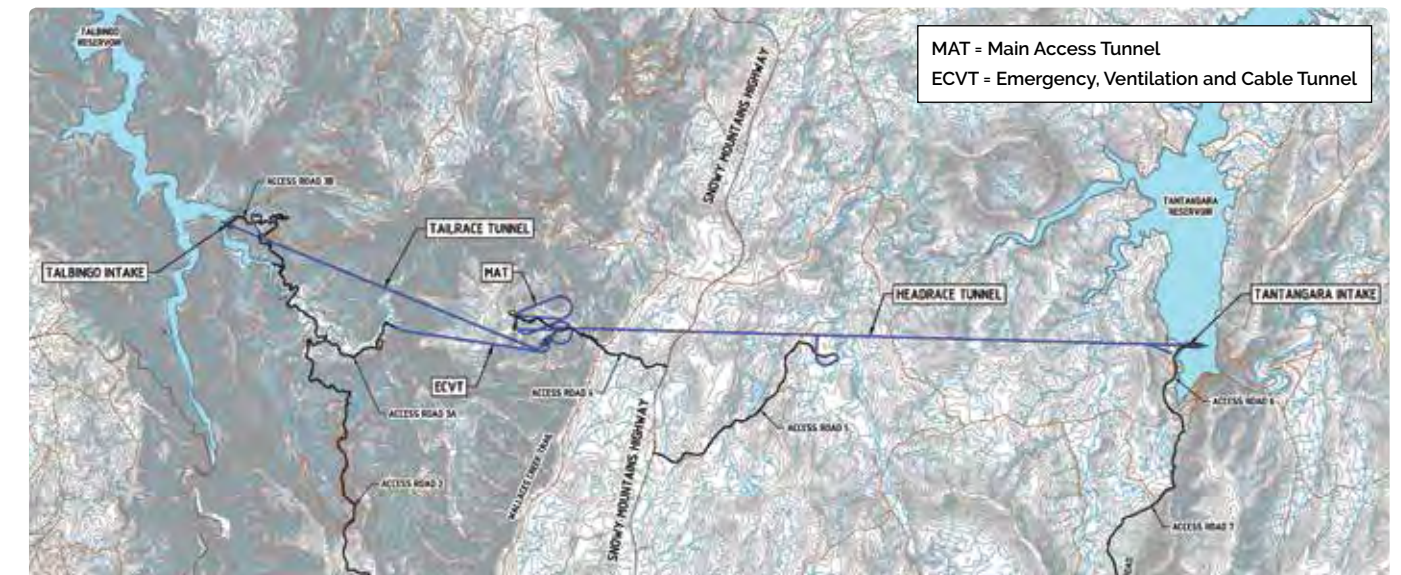 TALBINGO
RESERVOIR
MAT = Main Access Tunnel
ECVT = Emergency, Ventilation and Cable Tunnel
SNOWY MOUNTAINS HIGHWAY
ACCESS ROAD 3B
TANTANGARA
RESERVOIR
TAILRACE TUNNEL
TALBINGO INTAKE
MAT
HEADRACE TUNNEL
TANTANGARA INTAKE
ECVT
ACCESS ROAD 4
ACCESS ROAD 6
ACCESS ROAD 3A
ACCESS ROAD 5
SNOWY MOUNTAINS HIGHWAY
WALLACES CREEK TRAIL
ACCESS ROAD 2
ACCESS ROAD 7
ROAD